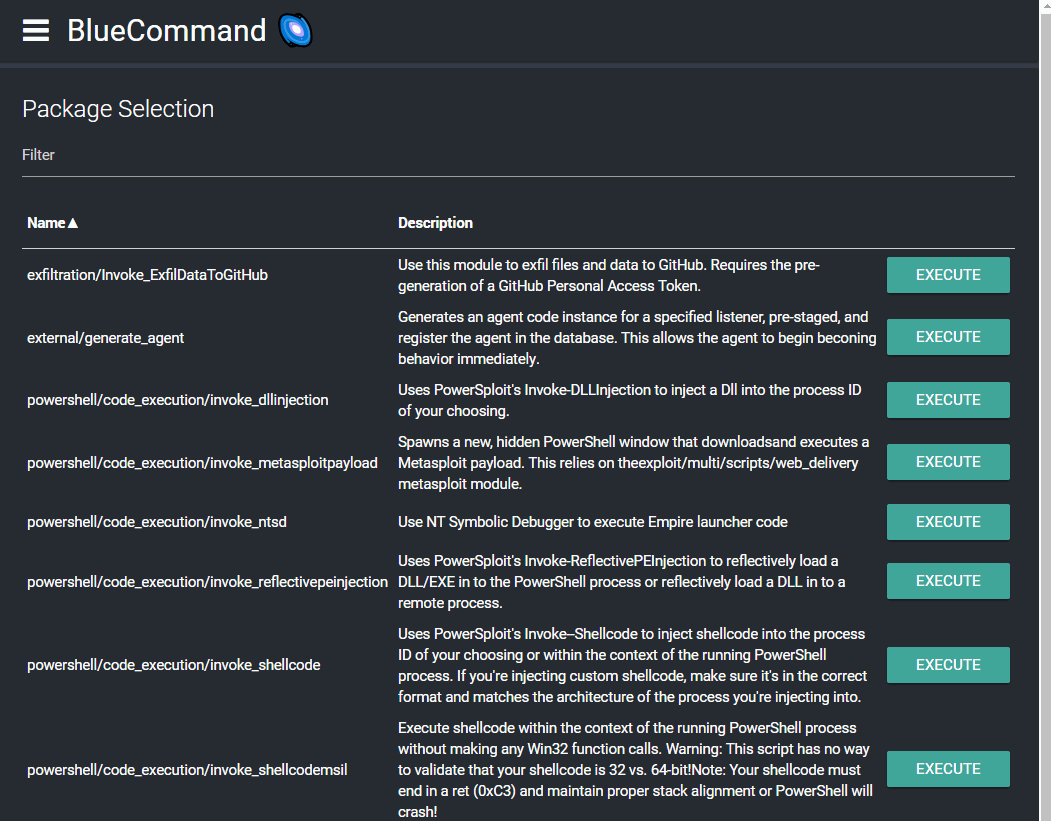 BlueCommand
Package Selection
Filter
Name▲ Description
exfiltration/Invoke_ExfilDataToGitHub
Use this module to exfil files and data to GitHub. Requires the pre-
generation of a GitHub Personal Access Token.
EXECUTE
external/generate_agent
Generates an agent code instance for a specified listener, pre-staged, and
register the agent in the database. This allows the agent to begin beconing
behavior immediately.
EXECUTE
powershell/code_execution/invoke_dllinjection
Uses PowerSploit's Invoke-DLLInjection to inject a Dll into the process ID
of your choosing.
EXECUTE
powershell/code_execution/invoke_metasploitpayload
Spawns a new, hidden PowerShell window that downloadsand executes a
Metasploit payload. This relies on theexploit/multi/scripts/web_delivery
metasploit module.
EXECUTE
powershell/code_execution/invoke_ntsd
Use NT Symbolic Debugger to execute Empire launcher code
EXECUTE
powershell/code_execution/invoke_reflectivepeinjection
Uses PowerSploit's Invoke-ReflectivePEInjection to reflectively load a
DLL/EXE in to the PowerShell process or reflectively load a DLL in to a
remote process.
EXECUTE
powershell/code_execution/invoke_shellcode
Uses PowerSploit's Invoke--Shellcode to inject shellcode into the process
ID of your choosing or within the context of the running PowerShell
process. If you're injecting custom shellcode, make sure it's in the correct
format and matches the architecture of the process you're injecting into.
EXECUTE
powershell/code_execution/invoke_shellcodemsil
Execute shellcode within the context of the running PowerShell process
without making any Win32 function calls. Warning: This script has no way
to validate that your shellcode is 32 vs. 64-bit!Note: Your shellcode must
end in a ret (0xC3) and maintain proper stack alignment or PowerShell will
crash!
EXECUTE